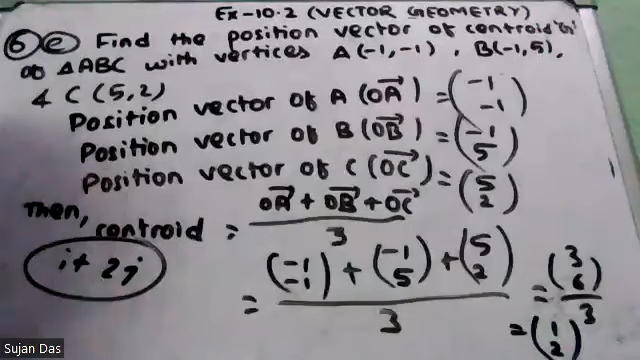 Ex-10.2 (VECTOR GEOMETRY)
6 e Find the position vector of centroid 'G'
of ΔABC with vertices A(-1,-1), B(-1,5),
& C (5,2)
Position vector of A (OA) = (-1 -1)
Position vector of B (OB) = (-1 5)
Position vector of C (OC) = (5 2)
Then, centroid = OA + OB + OC / 3
= (-1 -1) + (-1 5) + (5 2) / 3 = (3 6) / 3
= (1 2)
i + 2j
Sujan Das